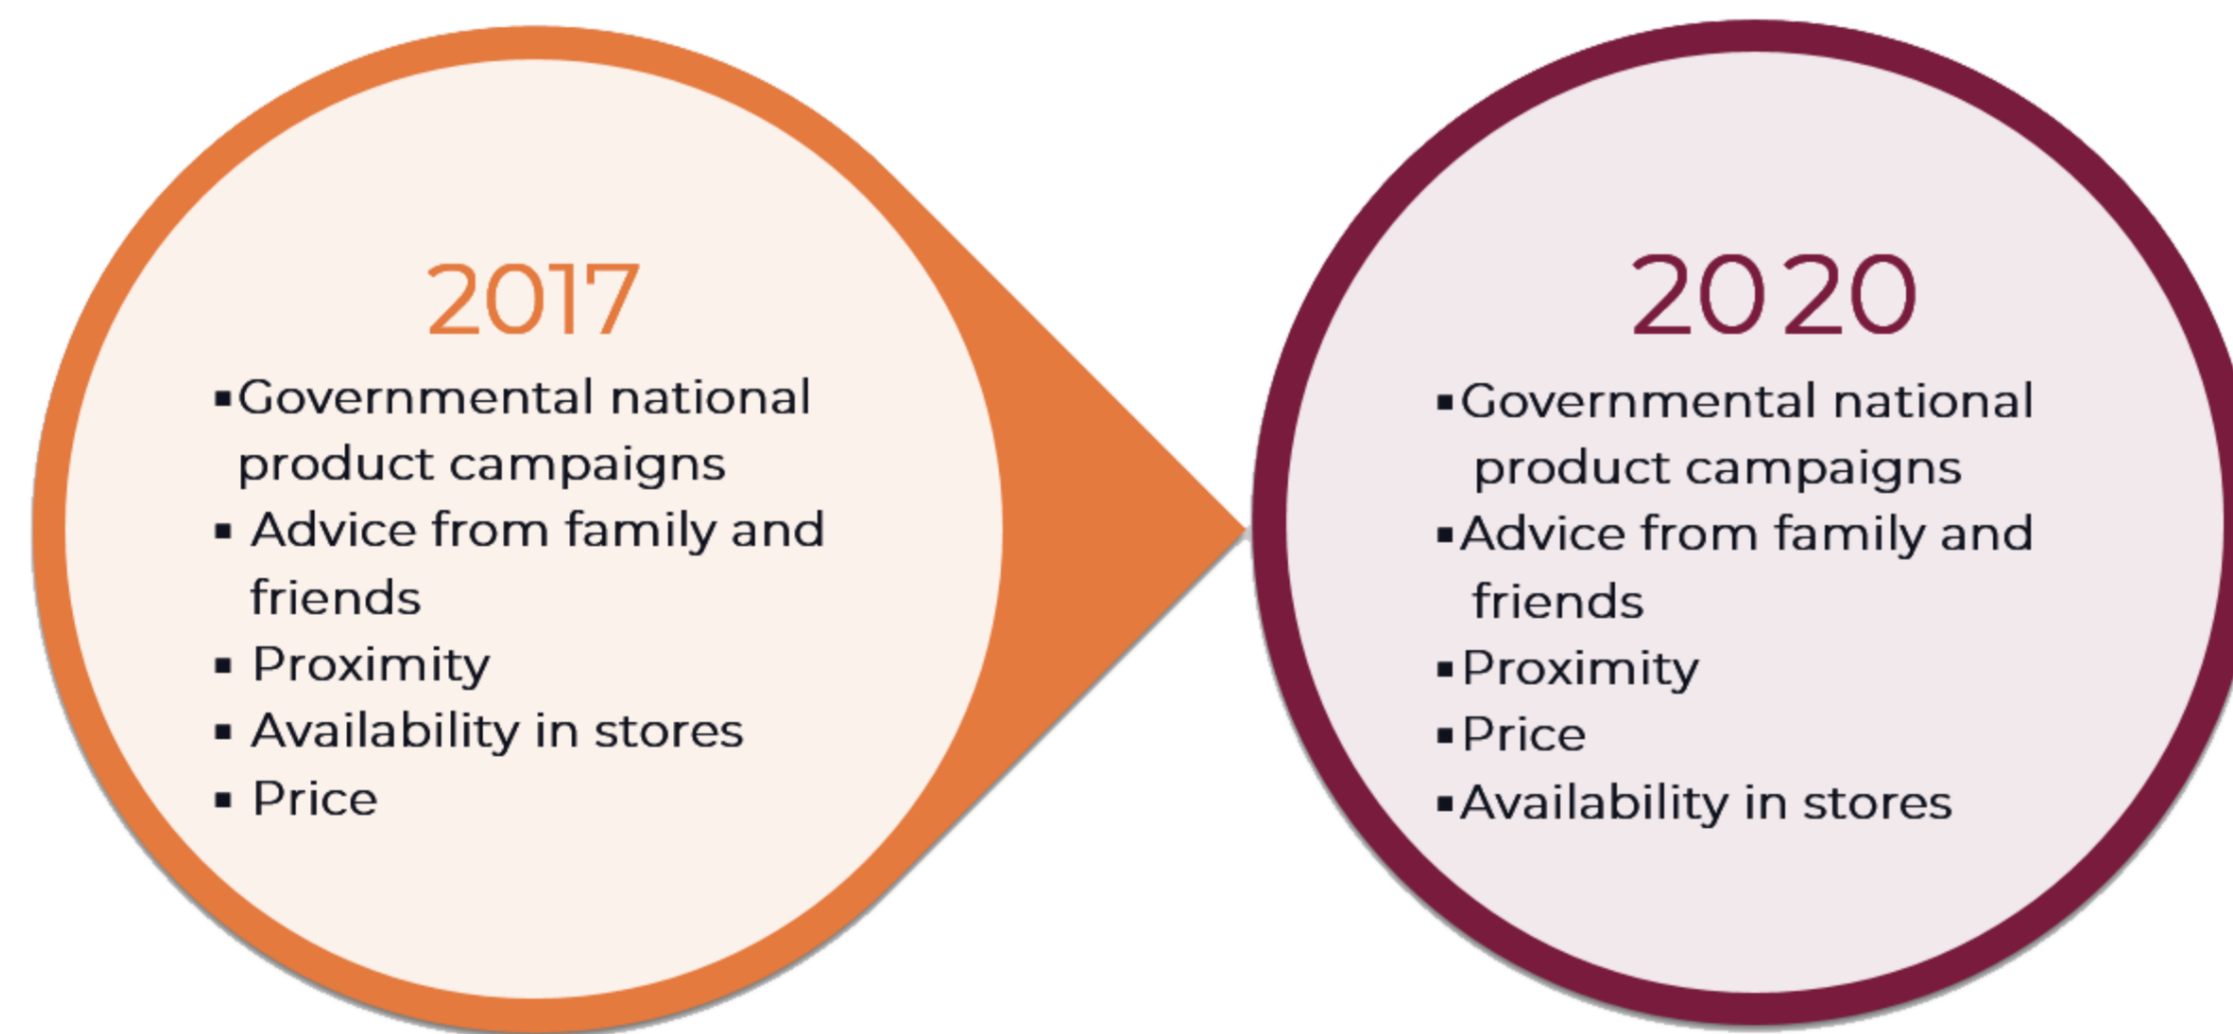 2017
▪Governmental national
product campaigns
▪ Advice from family and
friends
▪ Proximity
▪ Availability in stores
▪ Price
2020
▪Governmental national
product campaigns
▪Advice from family and
friends
▪Proximity
▪Price
▪Availability in stores